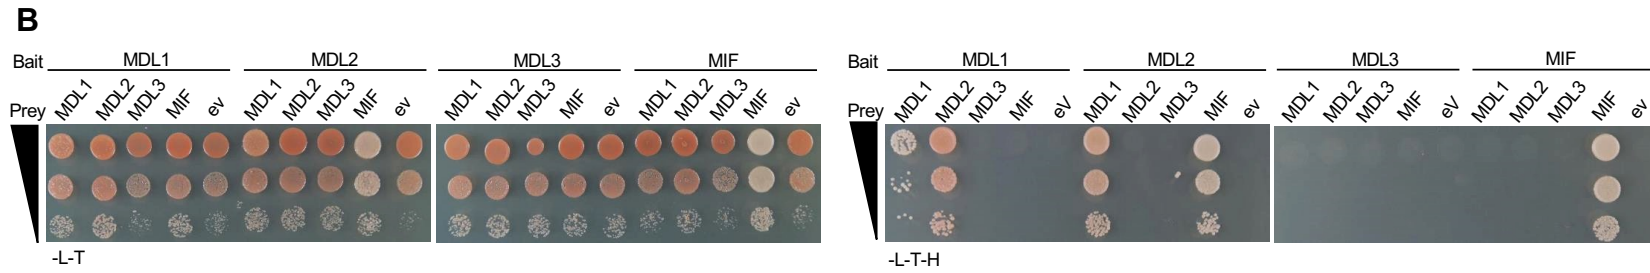 B
Bait MDL1 MDL2 MDL3 MIF Bait MDL1 MDL2 MDL3 MIF
Prey MDL1 MDL2 MDL3 MIF ev MDL1 MDL2 MDL3 MIF ev MDL1 MDL2 MDL3 MIF ev MDL1 MDL2 MDL3 MIF ev Prey MDL1 MDL2 MDL3 MIF eV MDL1 MDL2 MDL3 MIF ev MDL1 MDL2 MDL3 MIF eV MDL1 MDL2 MDL3 MIF ev
-L-T -L-T-H